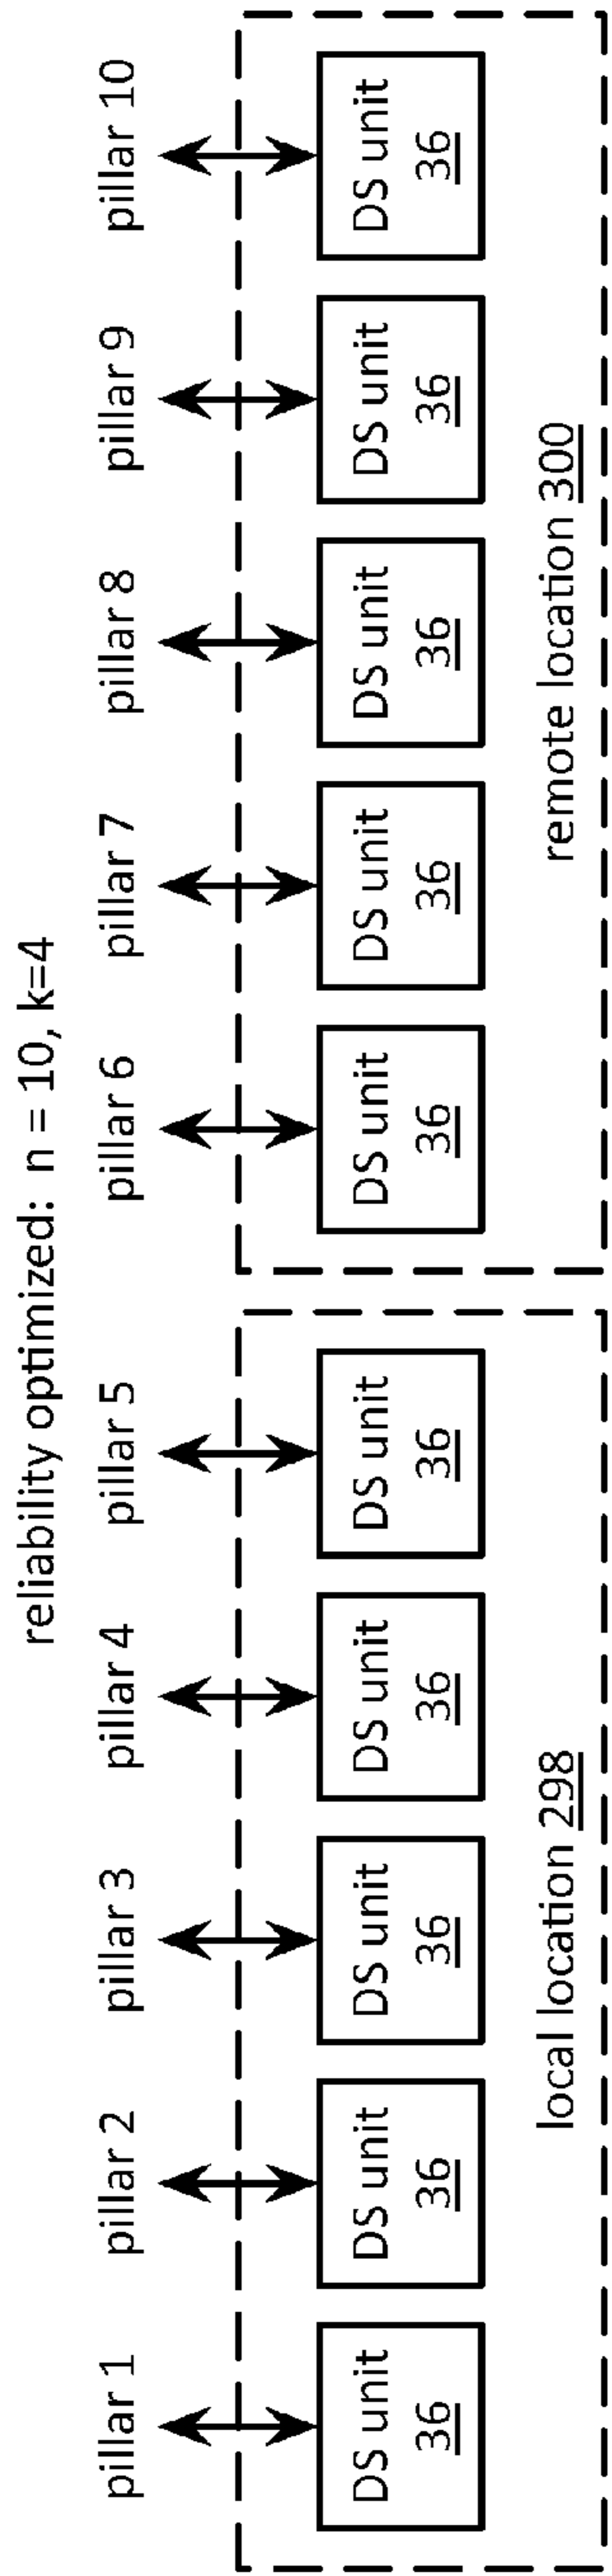 reliability optimized: n = 10, k=4
pillar 1
pillar 2
pillar 3
pillar 4
pillar 5
pillar 6
pillar 7
pillar 8
pillar 9
pillar 10
DS unit
36
DS unit
36
DS unit
36
DS unit
36
DS unit
36
DS unit
36
DS unit
36
DS unit
36
DS unit
36
DS unit
36
local location 298
remote location 300